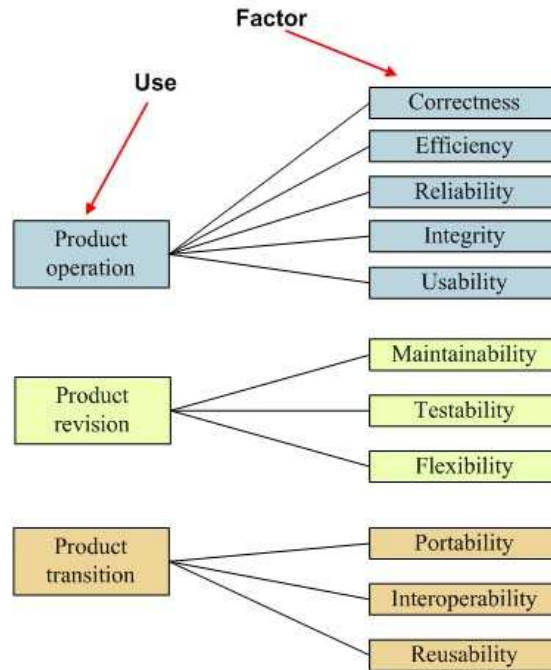 Factor
Use
Correctness
Efficiency
Reliability
Integrity
Usability
Product
operation
Maintainability
Testability
Flexibility
Product
revision
Portability
Interoperability
Reusability
Product
transition